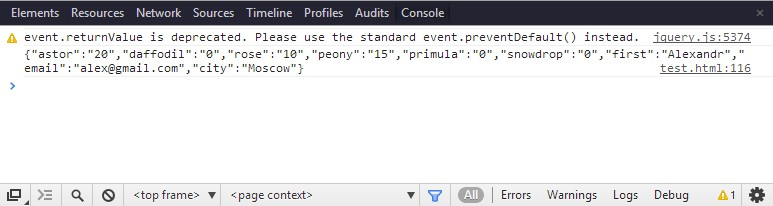 Elements Resources Network Sources Timeline Profiles Audits Console
event.returnValue is deprecated. Please use the standard event.preventDefault() instead. jquery.js:5374
{"astor":"20","daffodil":"0","rose":"10","peony":"15","primula":"0","snowdrop":"0","first":"Alexandr","
email":"alex@gmail.com","city":"Moscow"} test.html:116
<top frame> <page context> All Errors Warnings Logs Debug 1